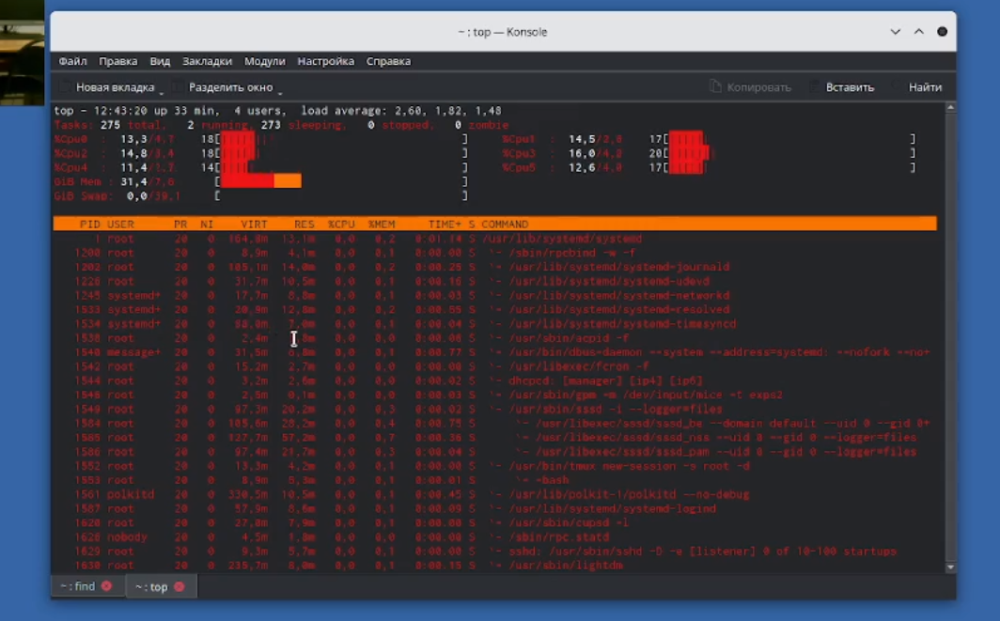 ~ : top — Konsole
Файл Правка Вид Закладки Модули Настройка Справка
Новая вкладка Разделить окно Копировать Вставить Найти
top - 12:43:20 up 33 min, 4 users, load average: 2,60, 1,82, 1,48
Tasks: 275 total, 2 running, 273 sleeping, 0 stopped, 0 zombie
%Cpu0 : 13,3/4,7 18[ ] %Cpu1 : 14,5/2,8 17[ ]
%Cpu2 : 14,8/3,4 18[ ] %Cpu3 : 16,0/4,0 20[ ]
%Cpu4 : 11,4/ 14[ ] %Cpu5 : 12,6/4,0 17[ ]
GiB Mem : 31,4/7,6 [ ]
GiB Swap: 0,0/39,1 [ ]
PID USER PR NI VIRT RES %CPU %MEM TIME+ S COMMAND
1 root 20 0 164,0m 13,1m 0,0 0,2 0:01.14 S /usr/lib/systemd/systemd
1200 root 20 0 8,9m 4,1m 0,0 0,1 0:00.00 S `- /sbin/rpcbind -w -f
1202 root 20 0 105,1m 14,0m 0,0 0,2 0:00.25 S `- /usr/lib/systemd/systemd-journald
1226 root 20 0 31,7m 10,5m 0,0 0,1 0:00.16 S `- /usr/lib/systemd/systemd-udevd
1245 systemd+ 20 0 17,7m 8,8m 0,0 0,1 0:00.03 S `- /usr/lib/systemd/systemd-networkd
1533 systemd+ 20 0 20,9m 12,8m 0,0 0,2 0:00.55 S `- /usr/lib/systemd/systemd-resolved
1534 systemd+ 20 0 88,0m 7,0m 0,0 0,1 0:00.04 S `- /usr/lib/systemd/systemd-timesyncd
1538 root 20 0 2,4m 0,0 0,0 0:00.06 S `- /usr/sbin/acpid -f
1540 message+ 20 0 31,5m 6,8m 0,0 0,1 0:00.77 S `- /usr/bin/dbus-daemon --system --address=systemd: --nofork --no+
1542 root 20 0 15,2m 2,7m 0,0 0,0 0:00.00 S `- /usr/libexec/fcron -f
1544 root 20 0 3,2m 2,6m 0,0 0,0 0:00.02 S `- dhcpcd: [manager] [ip4] [ip6]
1546 root 20 0 2,5m 0,1m 0,0 0,0 0:00.03 S `- /usr/sbin/gpm -m /dev/input/mice -t exps2
1549 root 20 0 87,3m 20,2m 0,0 0,3 0:00.02 S `- /usr/sbin/sssd -i --logger=files
1584 root 20 0 105,6m 28,2m 0,0 0,4 0:00.75 S `- /usr/libexec/sssd/sssd_be --domain default --uid 0 --gid 0+
1585 root 20 0 127,7m 57,2m 0,0 0,7 0:00.36 S `- /usr/libexec/sssd/sssd_nss --uid 0 --gid 0 --logger=files
1586 root 20 0 97,4m 21,7m 0,0 0,3 0:00.04 S `- /usr/libexec/sssd/sssd_pam --uid 0 --gid 0 --logger=files
1552 root 20 0 13,3m 4,2m 0,0 0,1 0:00.00 S `- /usr/bin/tmux new-session -s root -d
1553 root 20 0 8,9m 5,3m 0,0 0,1 0:00.01 S `- -bash
1561 polkitd 20 0 330,5m 10,5m 0,0 0,1 0:00.45 S `- /usr/lib/polkit-1/polkitd --no-debug
1587 root 20 0 57,9m 8,6m 0,0 0,1 0:00.09 S `- /usr/lib/systemd/systemd-logind
1620 root 20 0 27,0m 7,9m 0,0 0,1 0:00.00 S `- /usr/sbin/cupsd -l
1628 nobody 20 0 4,5m 1,8m 0,0 0,0 0:00.00 S `- /sbin/rpc.statd
1629 root 20 0 9,3m 5,7m 0,0 0,1 0:00.00 S `- sshd: /usr/sbin/sshd -D -e [listener] 0 of 10-100 startups
1630 root 20 0 235,7m 8,0m 0,0 0,1 0:00.15 S `- /usr/sbin/lightdm
~ : find ~ : top